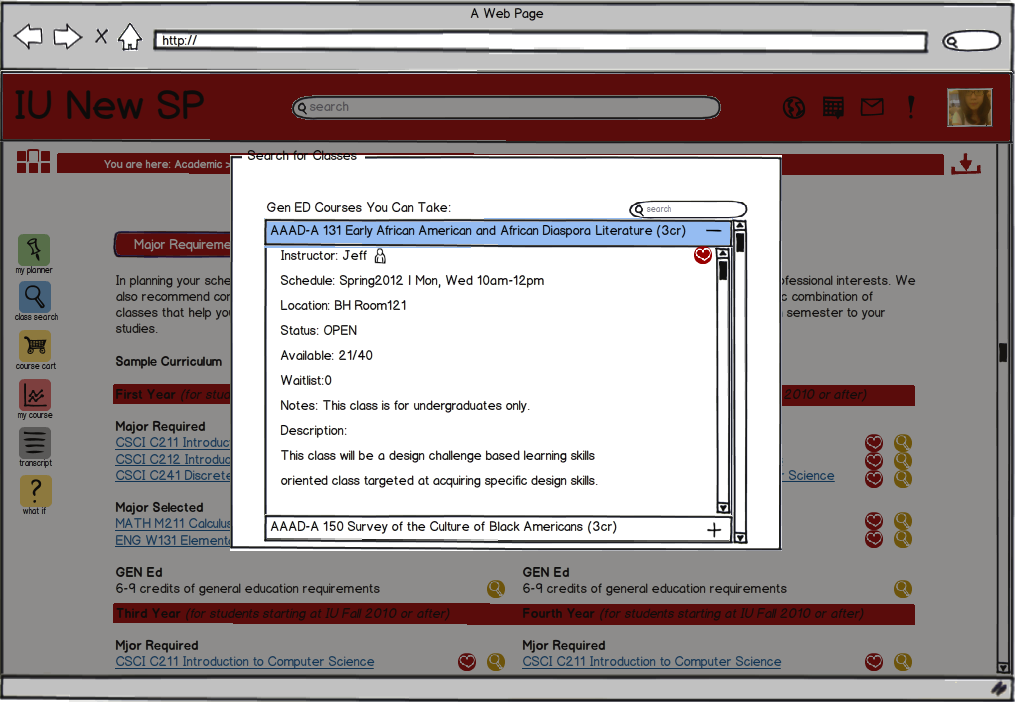 A Web Page
http://
IU New SP
search
You are here: Academic >
Search for Classes
Gen ED Courses You Can Take:
search
AAAD-A 131 Early African American and African Diaspora Literature (3cr)
Instructor: Jeff
Schedule: Spring2012 | Mon, Wed 10am-12pm
Location: BH Room121
Status: OPEN
Available: 21/40
Waitlist:0
Notes: This class is for undergraduates only.
Description:
This class will be a design challenge based learning skills
oriented class targeted at acquiring specific design skills.
AAAD-A 150 Survey of the Culture of Black Americans (3cr)
my planner
class search
course cart
my course
transcript
what if
Major Requireme
In planning your sche ofessional interests. We
also recommend cor c combination of
classes that help you semester to your
studies.
Sample Curriculum
First Year (for stud 2010 or after)
Major Required
CSCI C211 Introduc
CSCI C212 Introduc
CSCI C241 Discrete Science
Major Selected
MATH M211 Calculus
ENG W131 Elementa
GEN Ed GEN Ed
6-9 credits of general education requirements 6-9 credits of general education requirements
Third Year (for students starting at IU Fall 2010 or after) Fourth Year (for students starting at IU Fall 2010 or after)
Mjor Required Mjor Required
CSCI C211 Introduction to Computer Science CSCI C211 Introduction to Computer Science